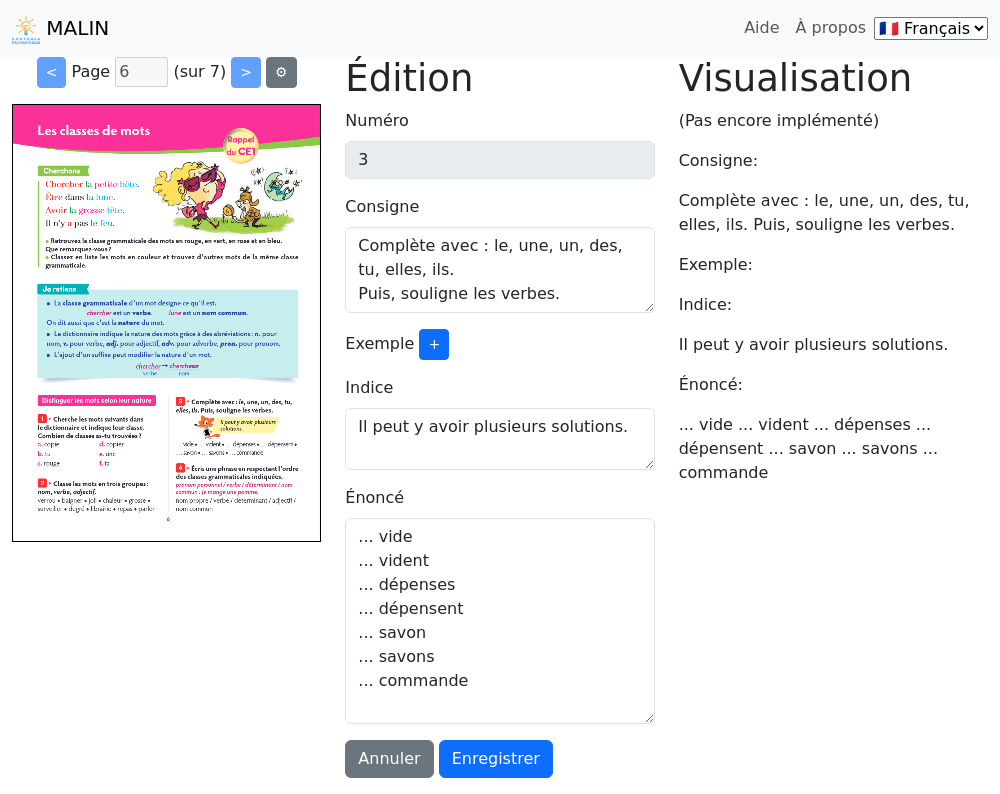 MALIN
Aide À propos 🇫🇷 Français
< Page 6 (sur 7) > ⚙
Les classes de mots
Rappel
du CE1
Cherchons
Chercher la petite bête.
Être dans la lune.
Avoir la grosse tête.
Il n'y a pas le feu.
● Retrouvez la classe grammaticale des mots en rouge, en vert, en rose et en bleu.
Que remarquez-vous ?
● Classez en liste les mots en couleur et trouvez d'autres mots de la même classe
grammaticale.
Je retiens
● La classe grammaticale d'un mot désigne ce qu'il est.
chercher est un verbe. lune est un nom commun.
On dit aussi que c'est la nature du mot.
● Le dictionnaire indique la nature des mots grâce à des abréviations : n. pour
nom, v. pour verbe, adj. pour adjectif, adv. pour adverbe, pron. pour pronom.
● L'ajout d'un suffixe peut modifier la nature d'un mot.
chercher → chercheur
verbe nom
Distinguer les mots selon leur nature
1 * Cherche les mots suivants dans
le dictionnaire et indique leur classe.
Combien de classes as-tu trouvées ?
a. copie d. copier
b. tu e. une
c. rouge f. ta
2 * Classe les mots en trois groupes :
nom, verbe, adjectif.
verrou • baigner • joli • chaleur • grosse •
surveiller • degré • librairie • repas • parler
3 * Complète avec : le, une, un, des, tu,
elles, ils. Puis, souligne les verbes.
Il peut y avoir plusieurs
solutions.
... vide • ... vident • ... dépenses • ... dépensent •
... savon • ... savons • ... commande
4 * Écris une phrase en respectant l'ordre
des classes grammaticales indiquées.
pronom personnel / verbe / déterminant / nom
commun : Je mange une pomme.
nom propre / verbe / déterminant / adjectif /
nom commun
6
Édition
Numéro
3
Consigne
Complète avec : le, une, un, des,
tu, elles, ils.
Puis, souligne les verbes.
Exemple +
Indice
Il peut y avoir plusieurs solutions.
Énoncé
... vide
... vident
... dépenses
... dépensent
... savon
... savons
... commande
Annuler Enregistrer
Visualisation
(Pas encore implémenté)
Consigne:
Complète avec : le, une, un, des, tu,
elles, ils. Puis, souligne les verbes.
Exemple:
Indice:
Il peut y avoir plusieurs solutions.
Énoncé:
... vide ... vident ... dépenses ...
dépensent ... savon ... savons ...
commande